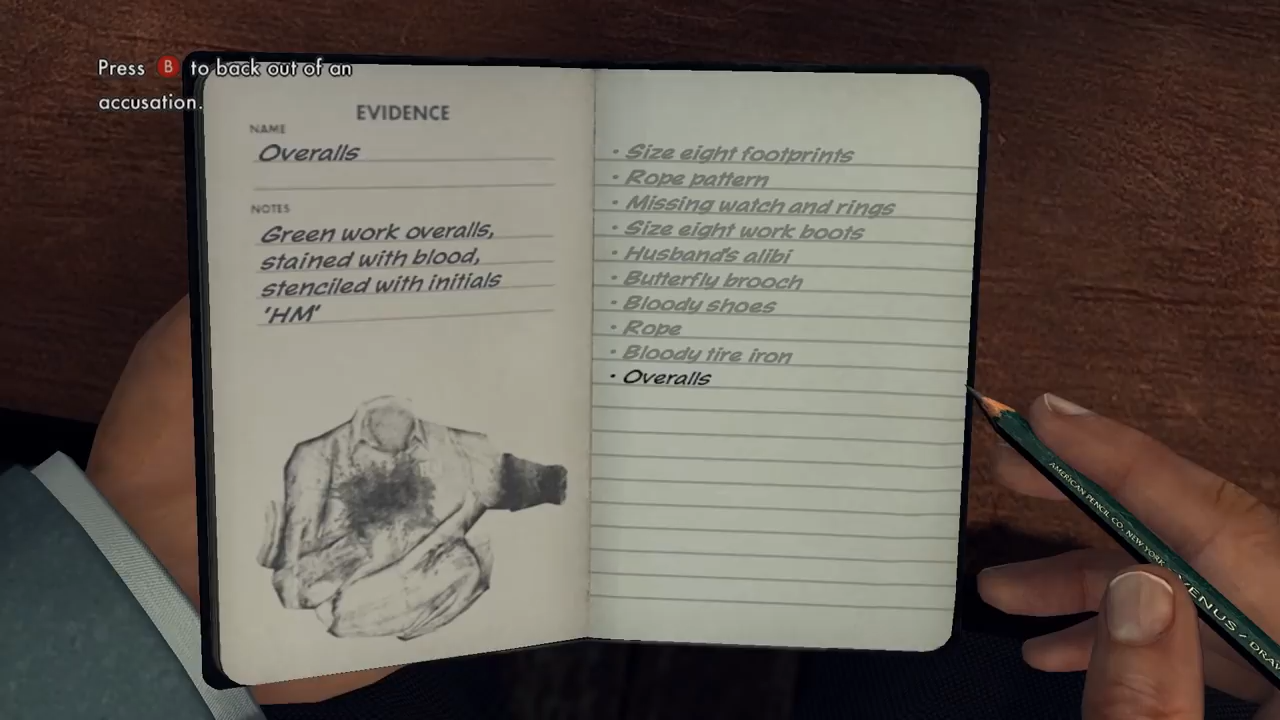 Press B to back out of an
accusation.
EVIDENCE
NAME
Overalls
NOTES
Green work overalls,
stained with blood,
stenciled with initials
'HM'
• Size eight footprints
• Rope pattern
• Missing watch and rings
• Size eight work boots
• Husband's alibi
• Butterfly brooch
• Bloody shoes
• Rope
• Bloody tire iron
• Overalls
AMERICAN PENCIL CO. NEW YORK
VENUS / DRAW